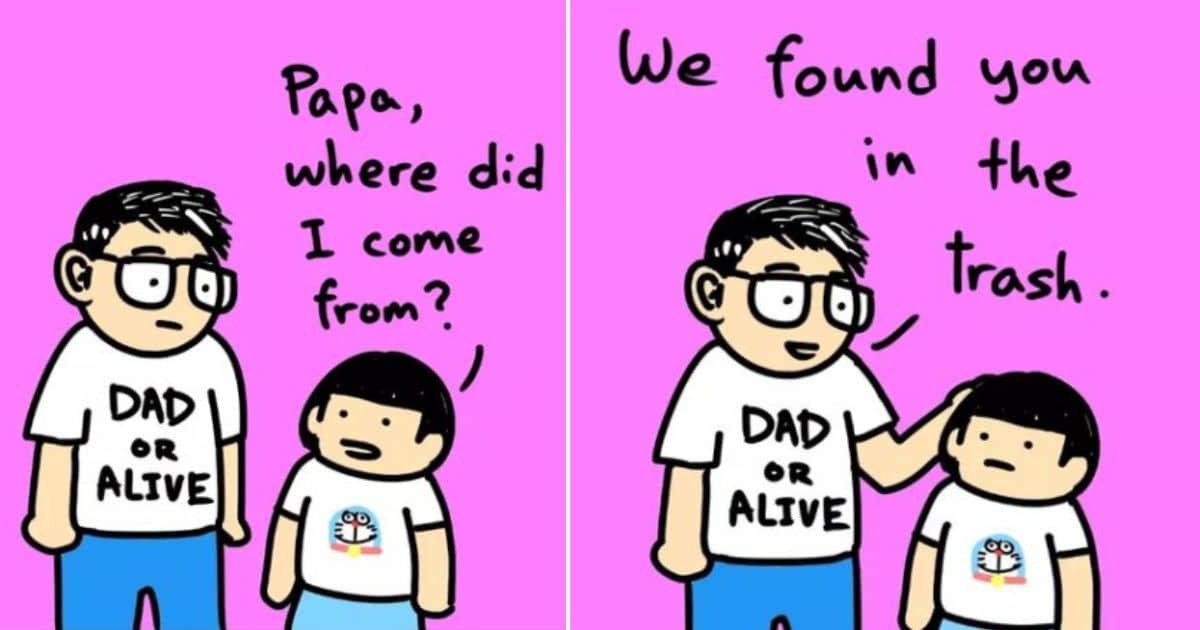 Papa,
where did
I come
from?
DAD
OR
ALIVE
We found you
in the
trash.
DAD
OR
ALIVE